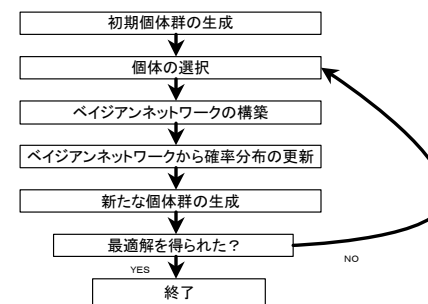 初期個体群の生成
個体の選択
ベイジアンネットワークの構築
ベイジアンネットワークから確率分布の更新
新たな個体群の生成
最適解を得られた？
NO
YES
終了